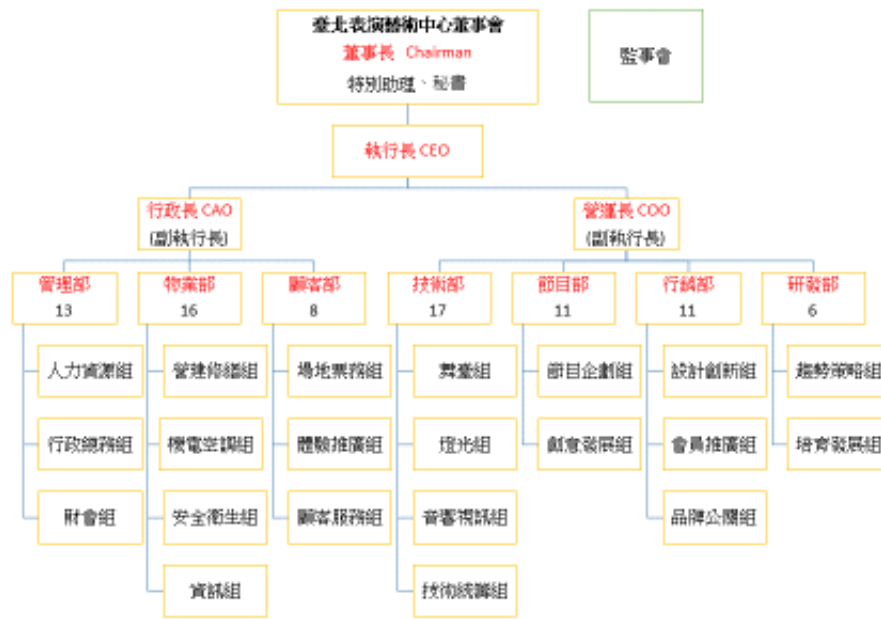 臺北表演藝術中心董事會
董事長 Chairman
特別助理、秘書
監事會
執行長 CEO
行政長 CAO
(副執行長)
營運長 COO
(副執行長)
管理部
13
物業部
16
顧客部
8
技術部
17
節目部
11
行銷部
11
研發部
6
人力資源組
營建修繕組
場地票務組
舞臺組
節目企劃組
設計創新組
趨勢策略組
行政總務組
機電空調組
體驗推廣組
燈光組
創意發展組
會員推廣組
培育發展組
財會組
安全衛生組
顧客服務組
音響視訊組
品牌公關組
資訊組
技術統籌組